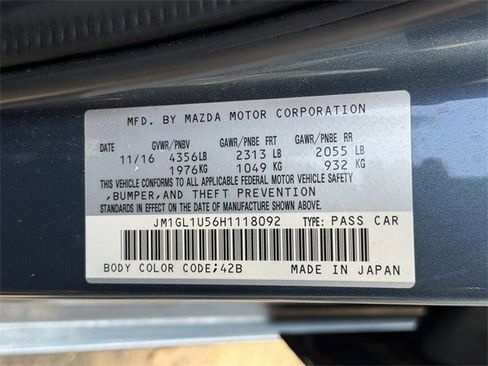 MFD. BY MAZDA MOTOR CORPORATION
DATE GVWR/PNBV GAWR/PNBE FRT GAWR/PNBE RR
11/16 4356LB 2313 LB 2055 LB
1976KG 1049 KG 932 KG
THIS VEHICLE CONFORMS TO ALL APPLICABLE FEDERAL MOTOR VEHICLE SAFETY
,BUMPER,AND THEFT PREVENTION
STANDARDS IN EFFECT ON THE DATE OF MANUFACTURE SHOWN ABOVE.
JM1GL1U56H1118092 TYPE: PASS CAR
BODY COLOR CODE;42B MADE IN JAPAN